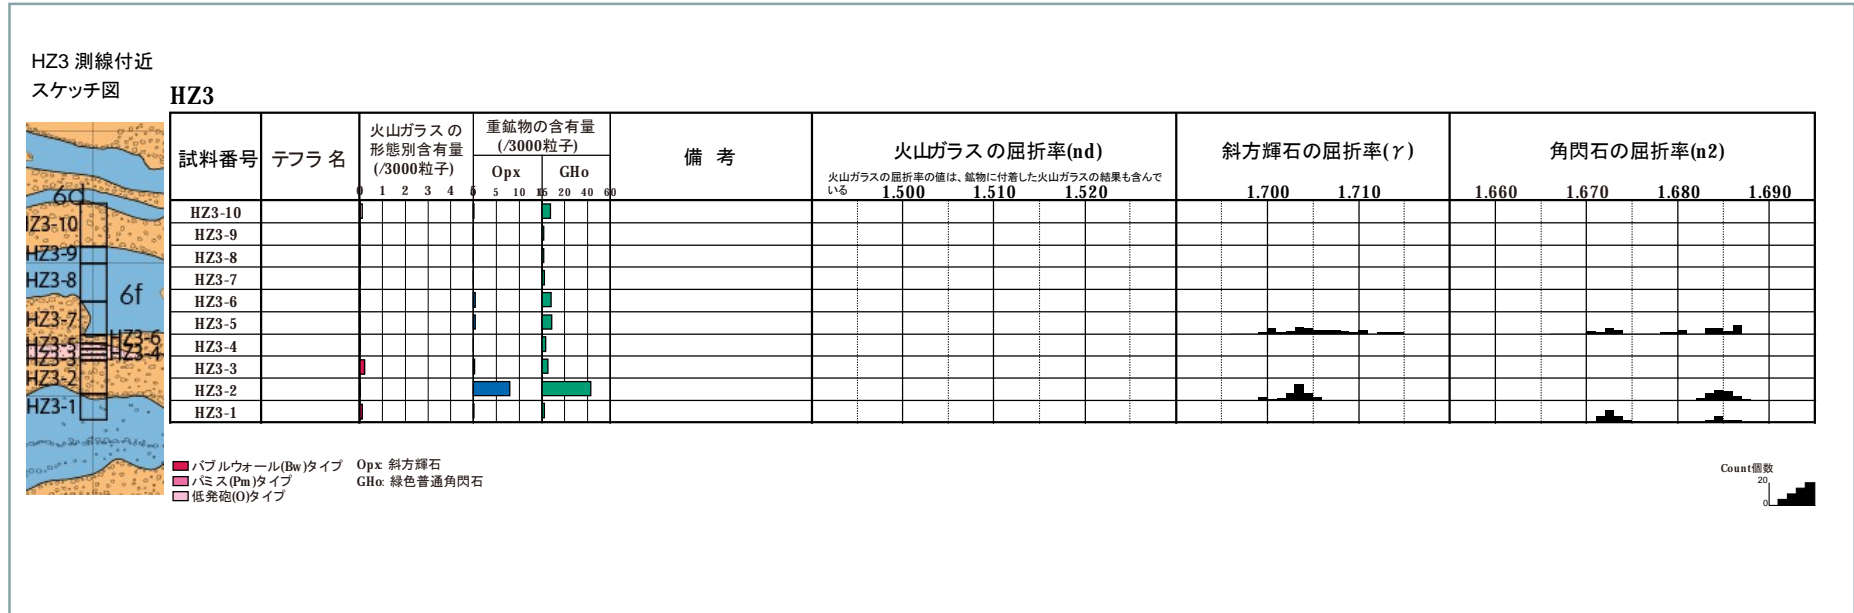 HZ3 測線付近
スケッチ図
HZ3
試料番号
テフラ名
火山ガラスの
形態別含有量
(/3000粒子)
0 1 2 3 4 5
重鉱物の含有量
(/3000粒子)
Opx
GHo
5 10 15
20 40 60
備 考
火山ガラスの屈折率(nd)
火山ガラスの屈折率の値は、鉱物に付着した火山ガラスの結果も含んで
いる
1.500 1.510 1.520
斜方輝石の屈折率(γ)
1.700 1.710
角閃石の屈折率(n2)
1.660 1.670 1.680 1.690
HZ3-10
HZ3-9
HZ3-8
HZ3-7
HZ3-6
HZ3-5
HZ3-4
HZ3-3
HZ3-2
HZ3-1
6d
HZ3-10
HZ3-9
HZ3-8
6f
HZ3-7
HZ3-6
HZ3-5
HZ3-4
HZ3-3
HZ3-2
HZ3-1
バブルウォール(Bw)タイプ
パミス(Pm)タイプ
低発砲(O)タイプ
Opx: 斜方輝石
GHo: 緑色普通角閃石
Count個数
20
0